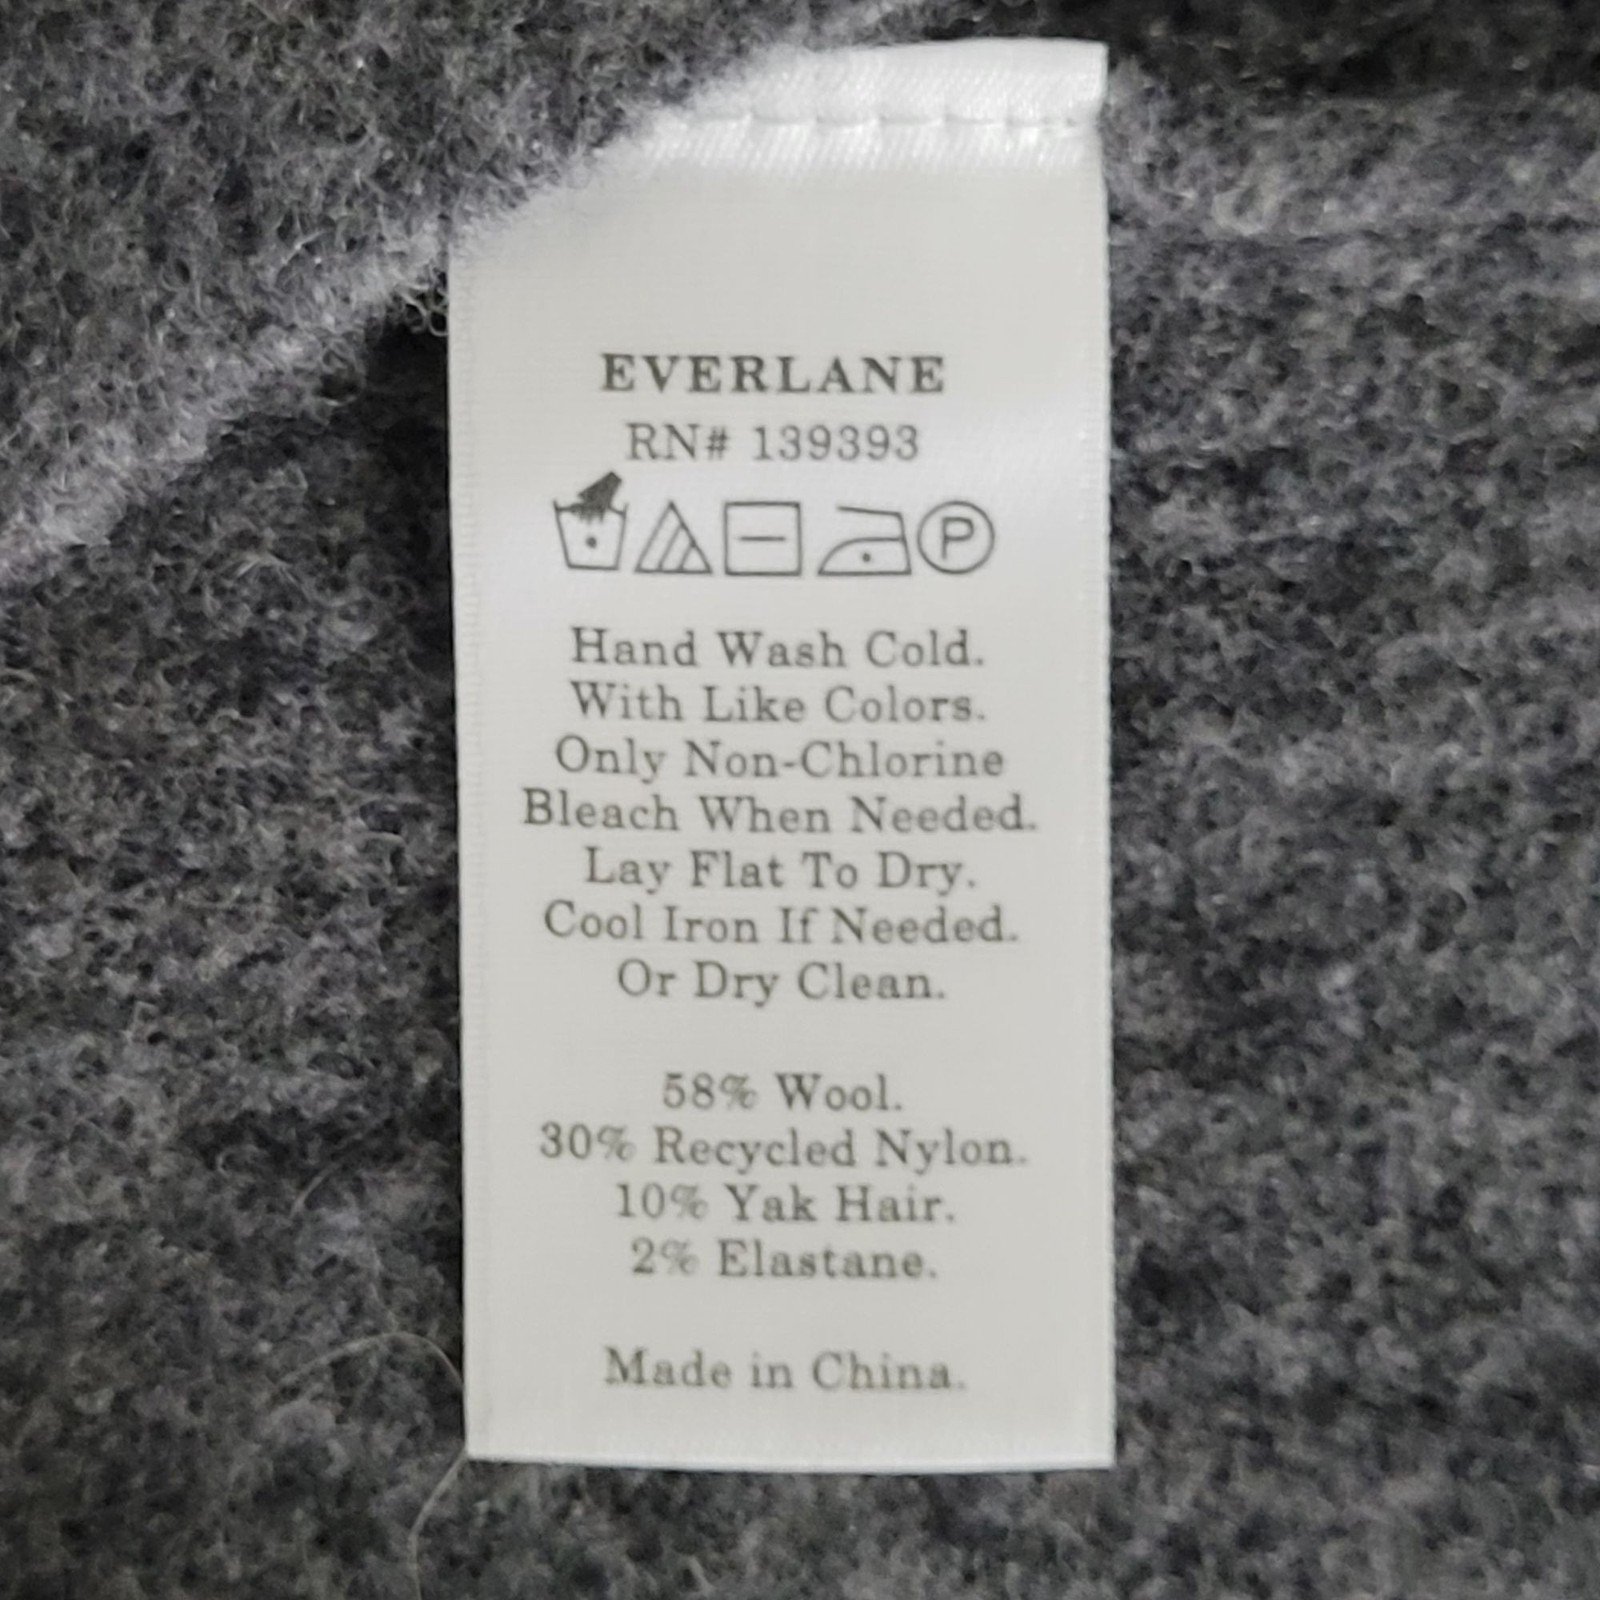 EVERLANE
RN# 139393
P
Hand Wash Cold.
With Like Colors.
Only Non-Chlorine
Bleach When Needed.
Lay Flat To Dry.
Cool Iron If Needed.
Or Dry Clean.
58% Wool.
30% Recycled Nylon.
10% Yak Hair.
2% Elastane.
Made in China.